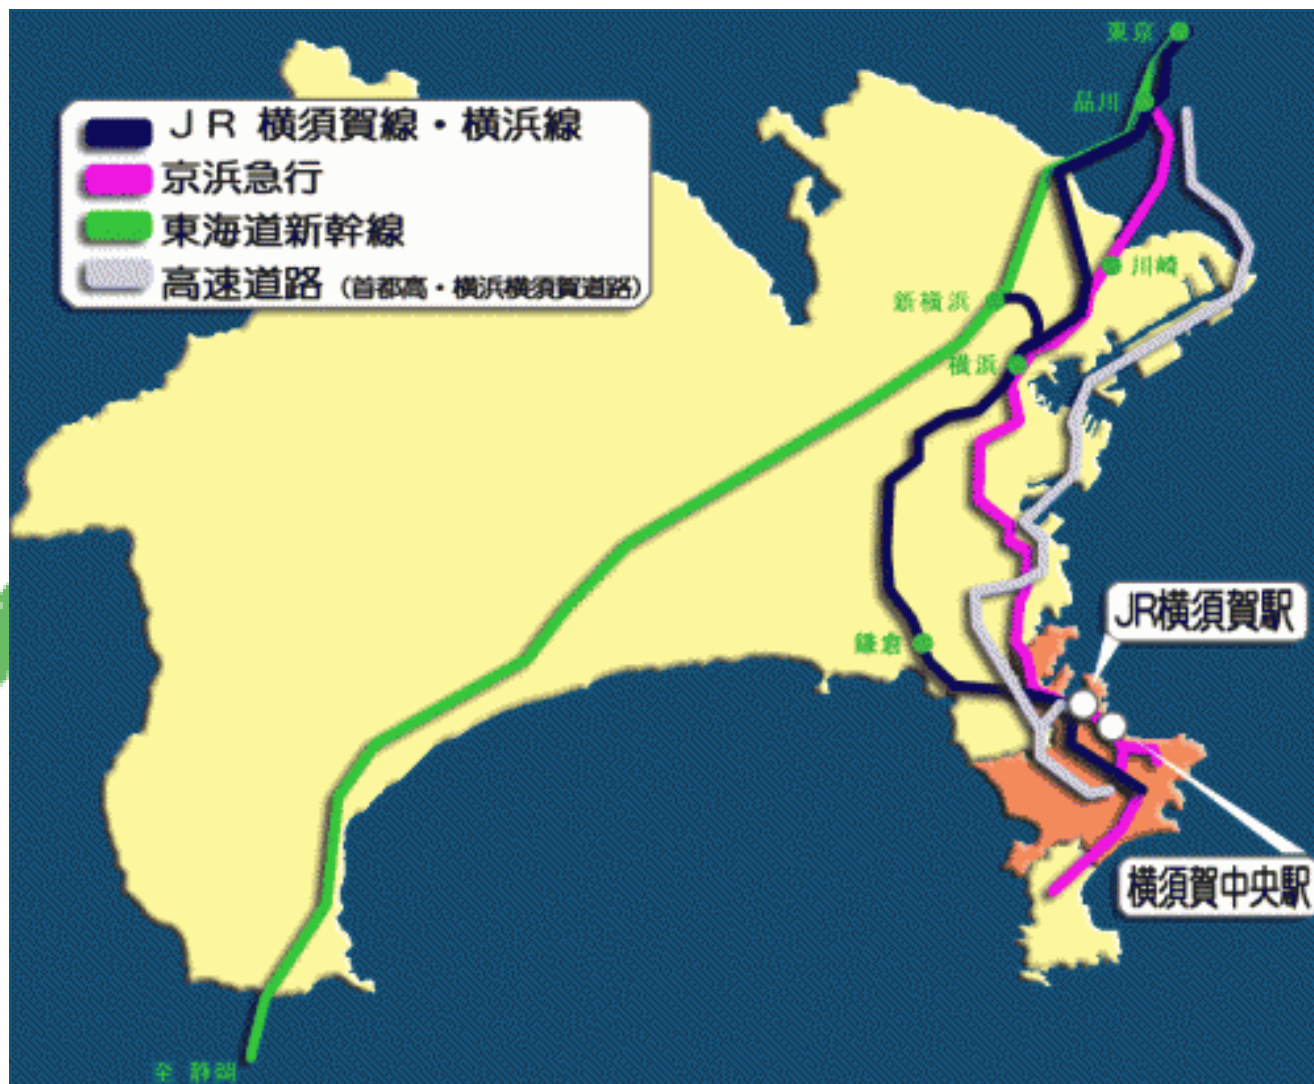 東京
品川
JR 横須賀線・横浜線
京浜急行
東海道新幹線
高速道路（首都高・横浜横須賀道路）
川崎
新横浜
横浜
JR横須賀駅
鎌倉
横須賀中央駅
至 静岡